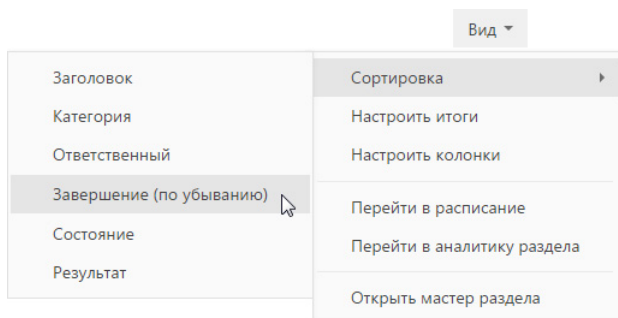 Вид
Сортировка
Настроить итоги
Настроить колонки
Перейти в расписание
Перейти в аналитику раздела
Открыть мастер раздела
Заголовок
Категория
Ответственный
Завершение (по убыванию)
Состояние
Результат